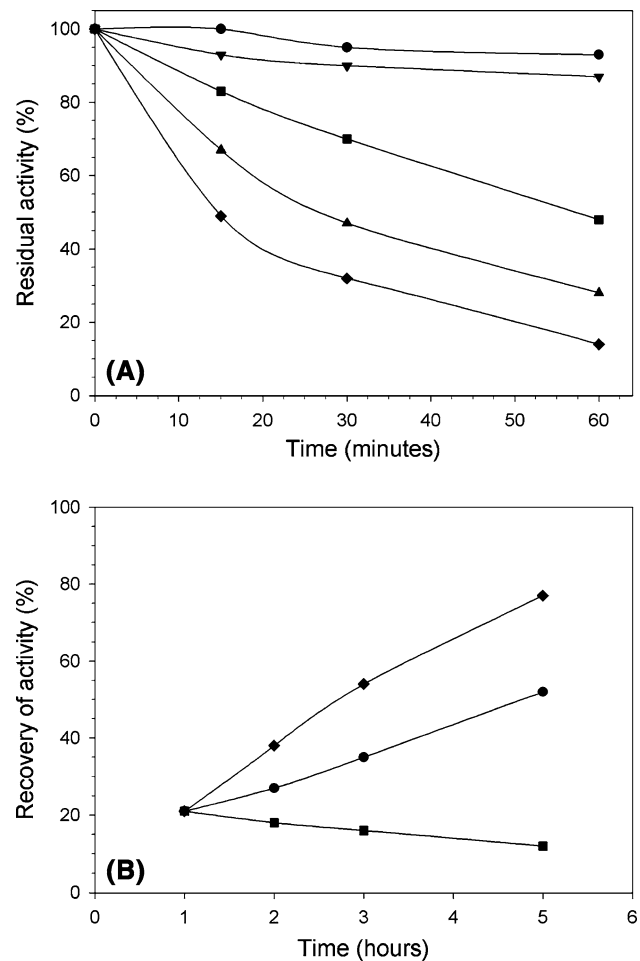 100
80
60
40
20
0
Residual activity (%)
(A)
0 10 20 30 40 50 60
Time (minutes)
100
80
60
40
20
0
Recovery of activity (%)
(B)
0 1 2 3 4 5 6
Time (hours)